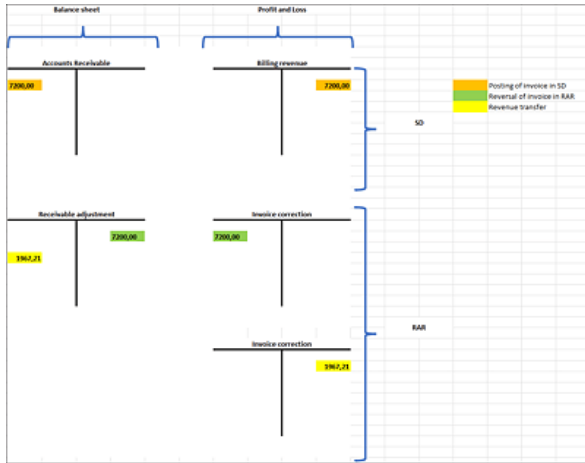 Balance sheet Profit and Loss
Accounts Receivable Billing revenue
7200,00 7200,00
Posting of invoice in SD
Reversal of invoice in RAR
Revenue transfer
SD
Receivable adjustment Invoice correction
7200,00 7200,00
1967,21
RAR
Invoice correction
1967,21